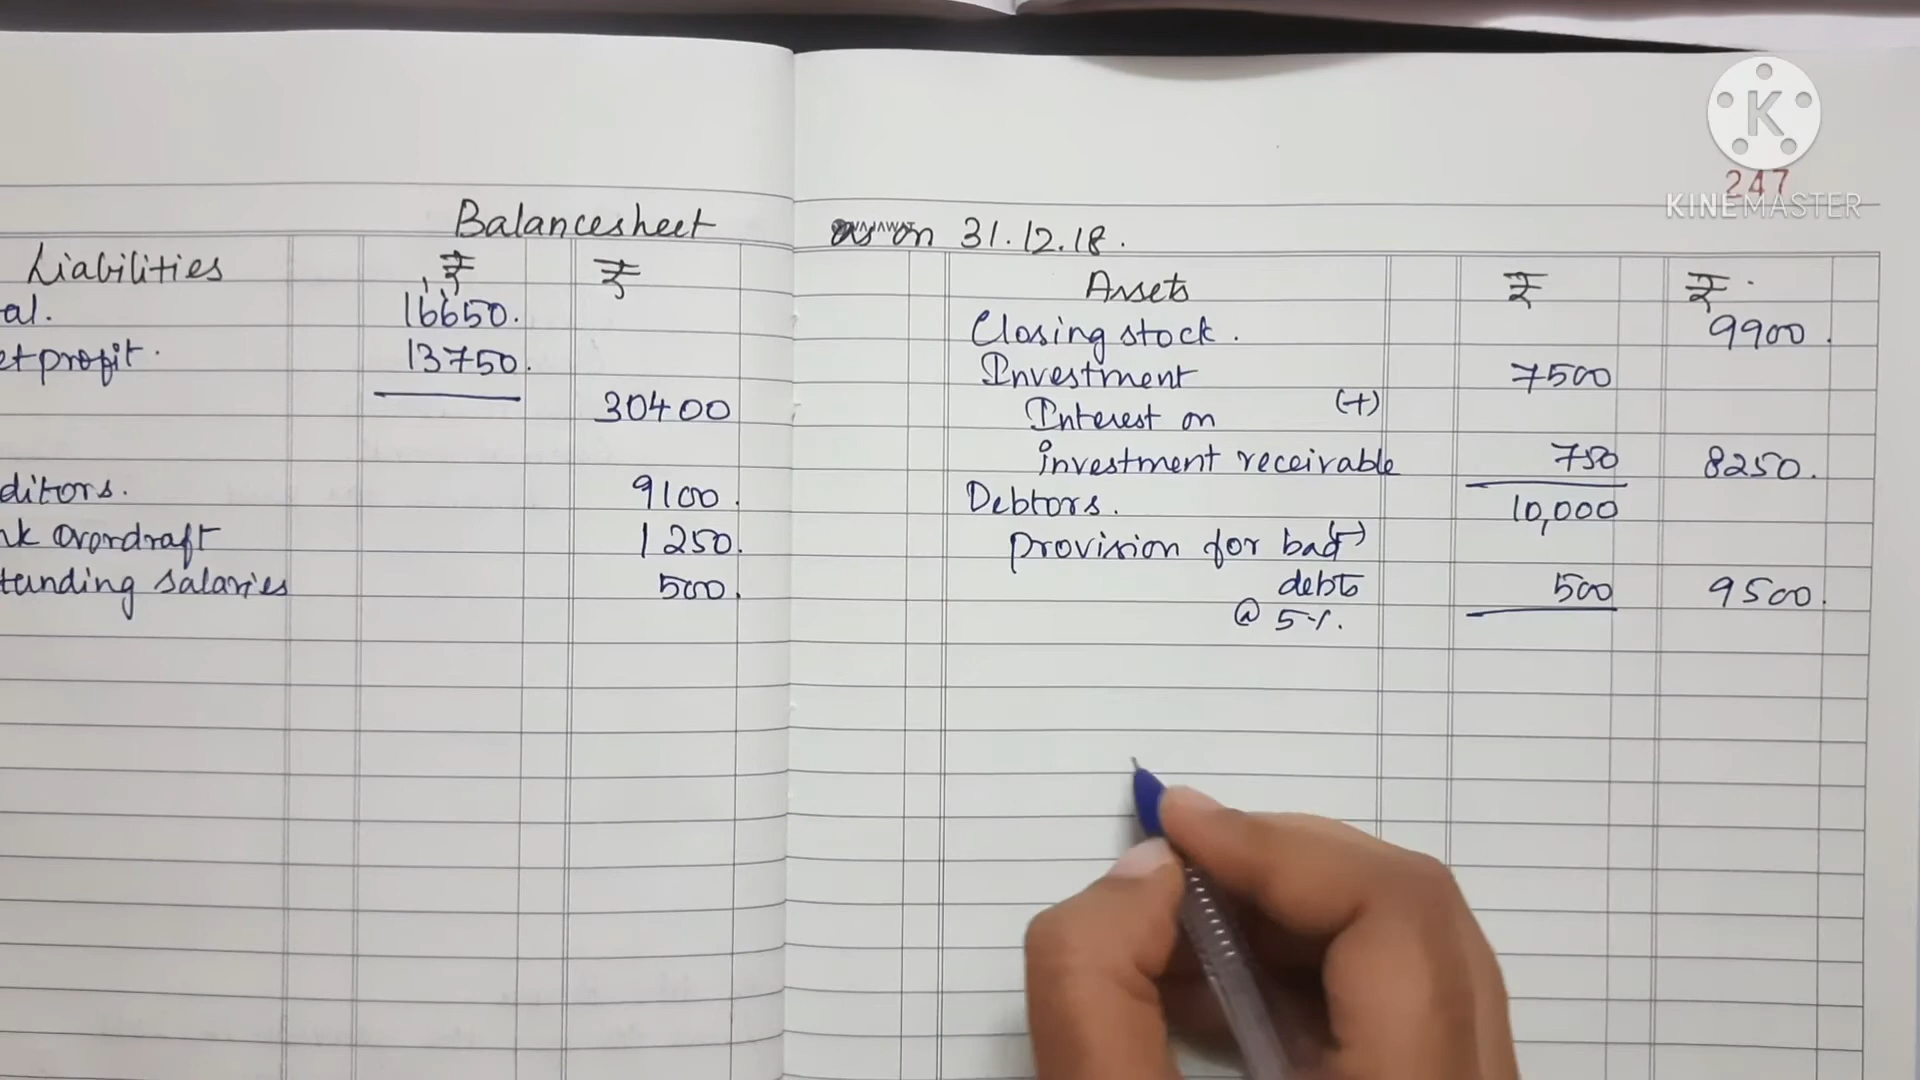 K
247
KINEMASTER
Balancesheet as on 31.12.18.
Liabilities ₹ ₹
al. 16650.
et profit. 13750.
30400
ditors. 9100.
nk Overdraft 1250.
tanding salaries 500.
Assets ₹ ₹
Closing stock. 9900.
Investment 7500
Interest on (+)
investment receivable 750 8250.
Debtors. 10,000
provision for bad (-)
debts 500 9500.
@ 5%.